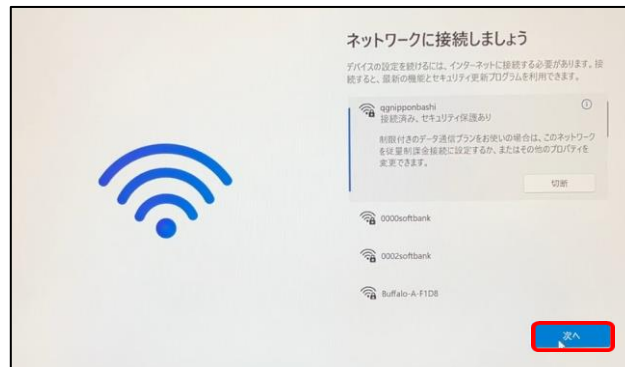 ネットワークに接続しましょう
デバイスの設定を続けるには、インターネットに接続する必要があります。接
続すると、最新の機能とセキュリティ更新プログラムを利用できます。
qgnipponbashi
接続済み、セキュリティ保護あり
制限付きのデータ通信プランをお使いの場合は、このネットワーク
を従量制課金接続に設定するか、またはその他のプロパティを
変更できます。
切断
0000softbank
0002softbank
Buffalo-A-F1D8
次へ